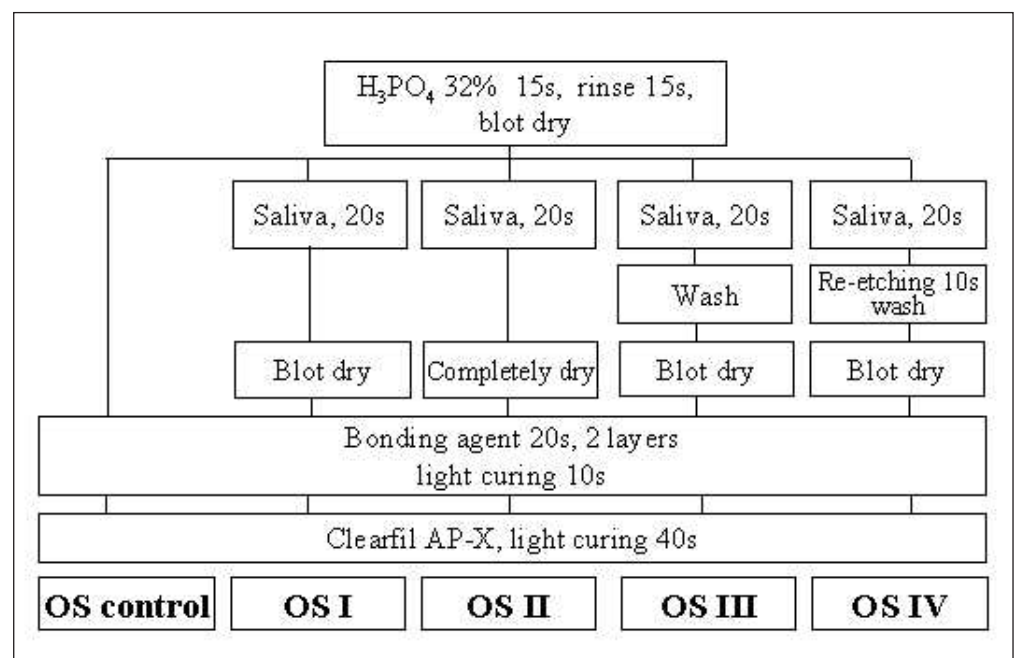 H₃PO₄ 32% 15s, rinse 15s,
blot dry
Saliva, 20s
Saliva, 20s
Saliva, 20s
Saliva, 20s
Wash
Re-etching 10s
wash
Blot dry
Completely dry
Blot dry
Blot dry
Bonding agent 20s, 2 layers
light curing 10s
Clearfil AP-X, light curing 40s
OS control
OS I
OS II
OS III
OS IV